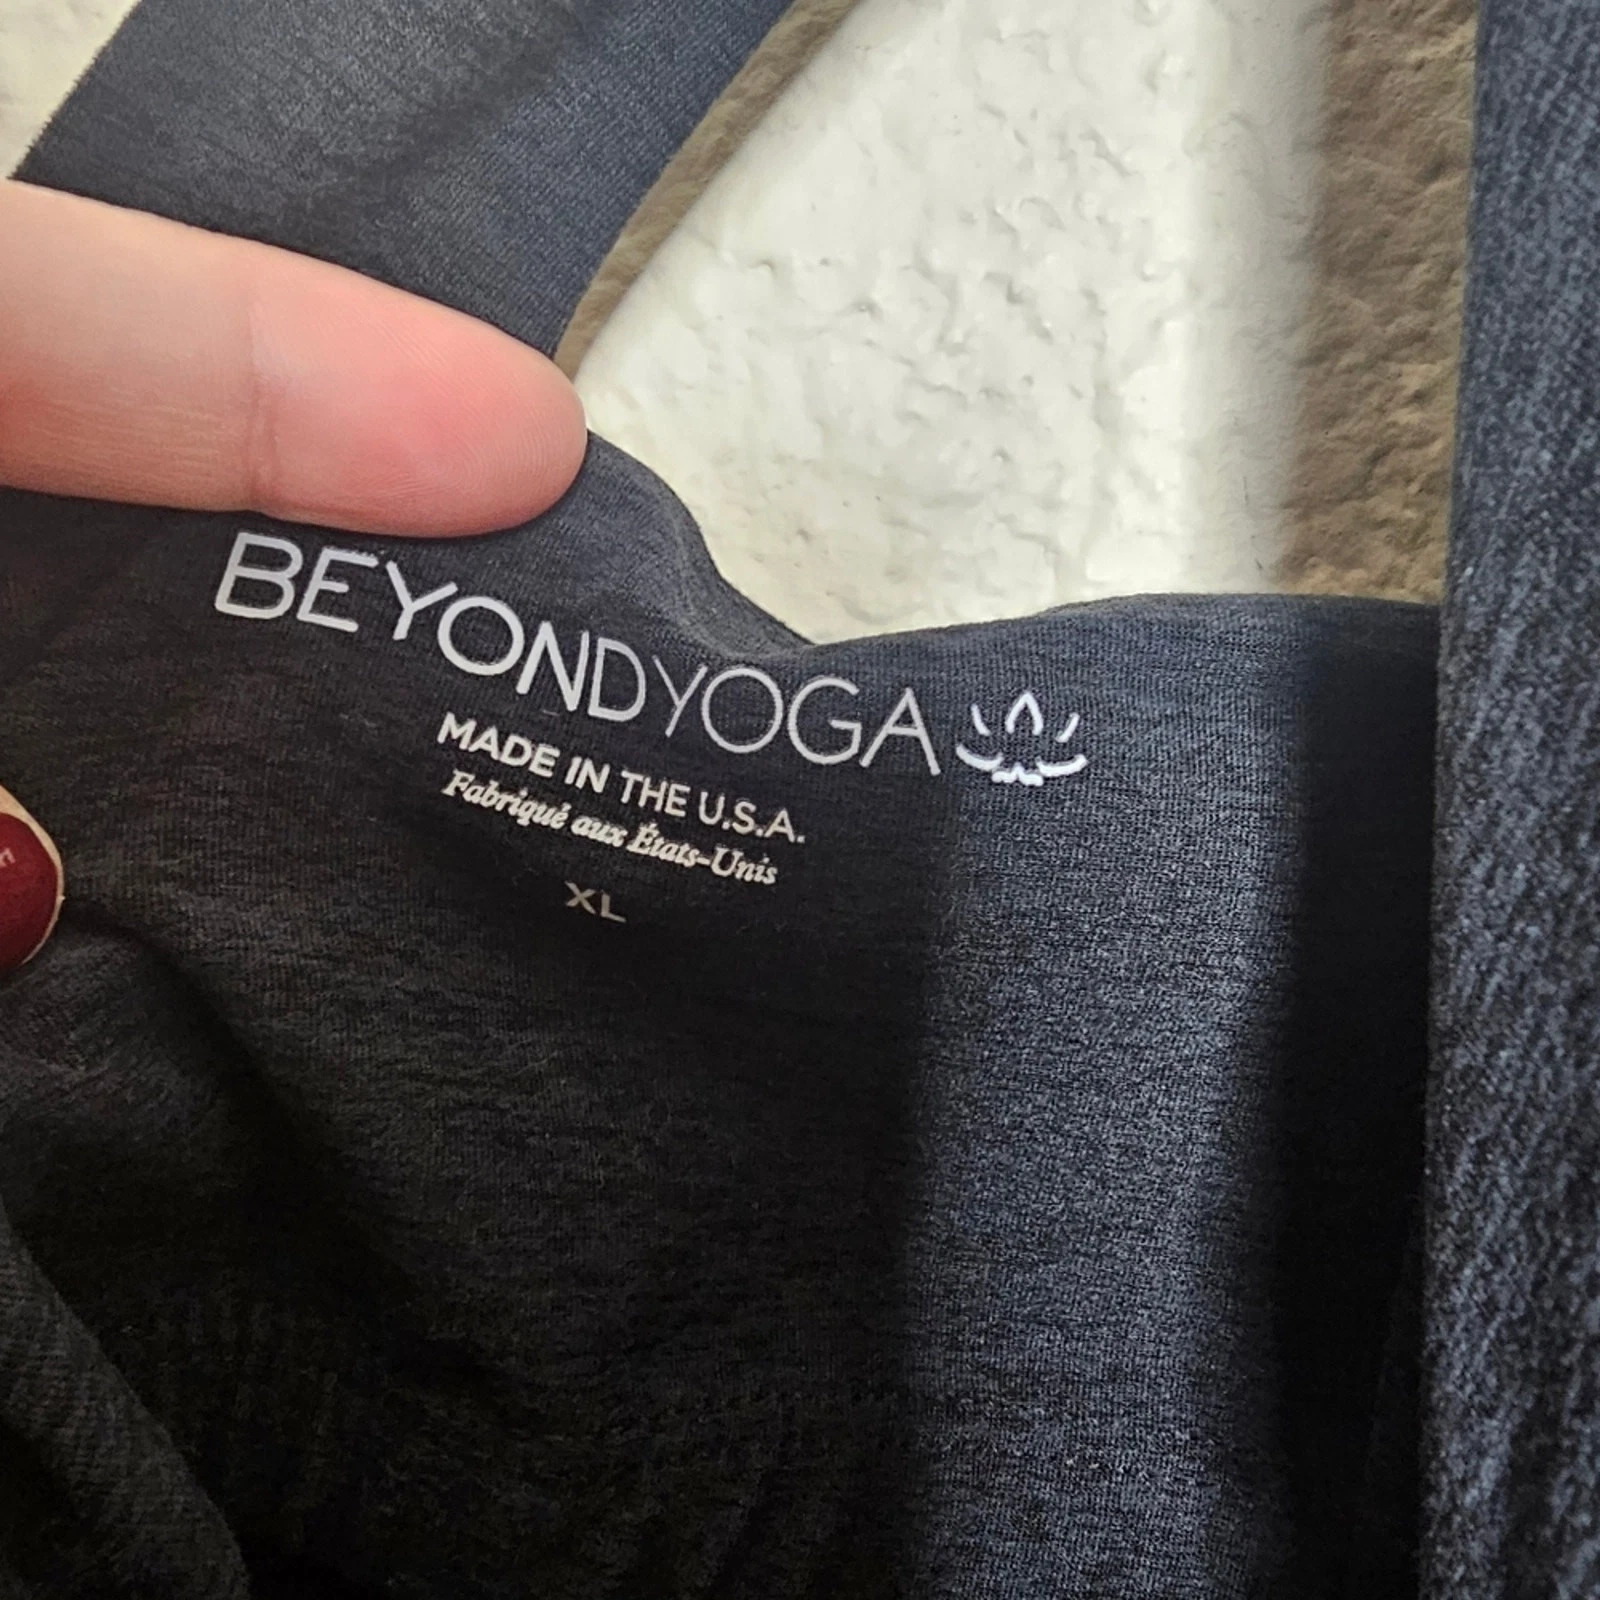 BEYONDYOGA
MADE IN THE U.S.A.
Fabriqué aux États-Unis
XL